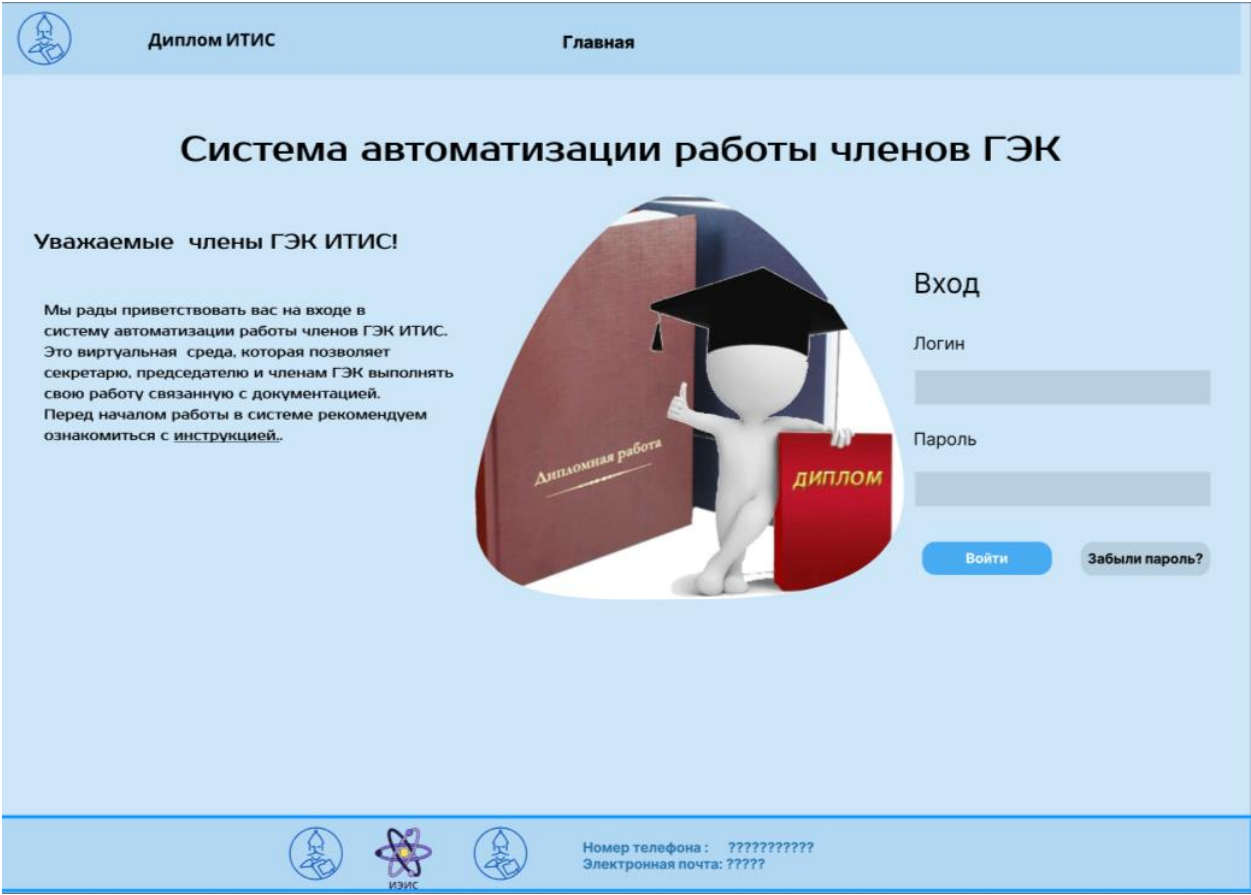 Диплом ИТИС
Главная
Система автоматизации работы членов ГЭК
Уважаемые члены ГЭК ИТИС!
Мы рады приветствовать вас на входе в
систему автоматизации работы членов ГЭК ИТИС.
Это виртуальная среда, которая позволяет
секретарю, председателю и членам ГЭК выполнять
свою работу связанную с документацией.
Перед началом работы в системе рекомендуем
ознакомиться с инструкцией..
Дипломная работа
ДИПЛОМ
Вход
Логин
Пароль
Войти
Забыли пароль?
ИЭИС
Номер телефона : ???????????
Электронная почта: ?????